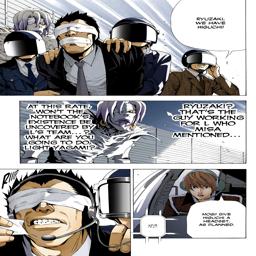 RYUZAKI,
WE HAVE
HIGUCHI!
RYUZAKI?
THAT'S THE
GUY WORKING
FOR L WHO
MISA
MENTIONED...
AT THIS RATE,
WON'T THE
NOTEBOOK'S
EXISTENCE BE
UNCOVERED BY
L'S TEAM...?
WHAT ARE YOU
GOING TO DO,
LIGHT YAGAMI?
MOGI, GIVE
HIGUCHI A
HEADSET,
AS PLANNED.